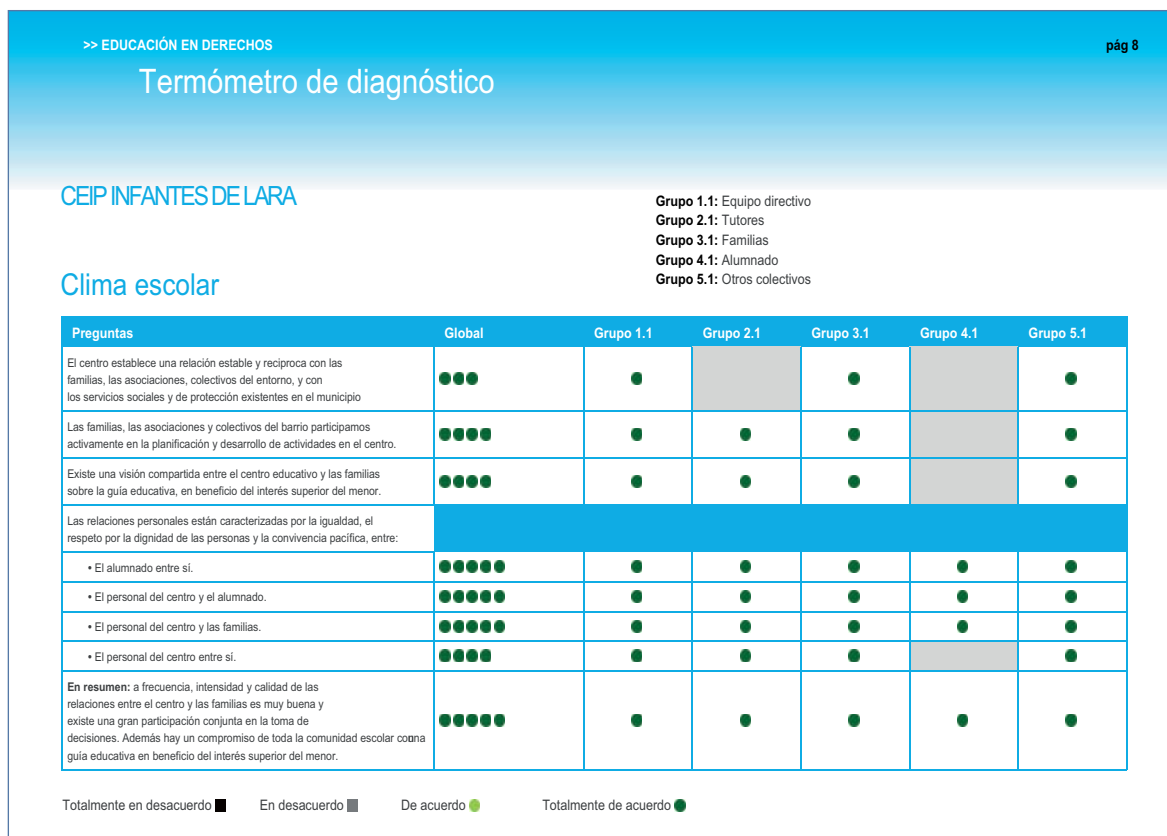 >> EDUCACIÓN EN DERECHOS
pág 8
Termómetro de diagnóstico
CEIP INFANTES DE LARA
Grupo 1.1: Equipo directivo
Grupo 2.1: Tutores
Grupo 3.1: Familias
Grupo 4.1: Alumnado
Grupo 5.1: Otros colectivos
Clima escolar
Preguntas Global Grupo 1.1 Grupo 2.1 Grupo 3.1 Grupo 4.1 Grupo 5.1
El centro establece una relación estable y reciproca con las
familias, las asociaciones, colectivos del entorno, y con
los servicios sociales y de protección existentes en el municipio
Las familias, las asociaciones y colectivos del barrio participamos
activamente en la planificación y desarrollo de actividades en el centro.
Existe una visión compartida entre el centro educativo y las familias
sobre la guía educativa, en beneficio del interés superior del menor.
Las relaciones personales están caracterizadas por la igualdad, el
respeto por la dignidad de las personas y la convivencia pacífica, entre:
• El alumnado entre sí.
• El personal del centro y el alumnado.
• El personal del centro y las familias.
• El personal del centro entre sí.
En resumen: a frecuencia, intensidad y calidad de las
relaciones entre el centro y las familias es muy buena y
existe una gran participación conjunta en la toma de
decisiones. Además hay un compromiso de toda la comunidad escolar con una
guía educativa en beneficio del interés superior del menor.
Totalmente en desacuerdo En desacuerdo De acuerdo Totalmente de acuerdo